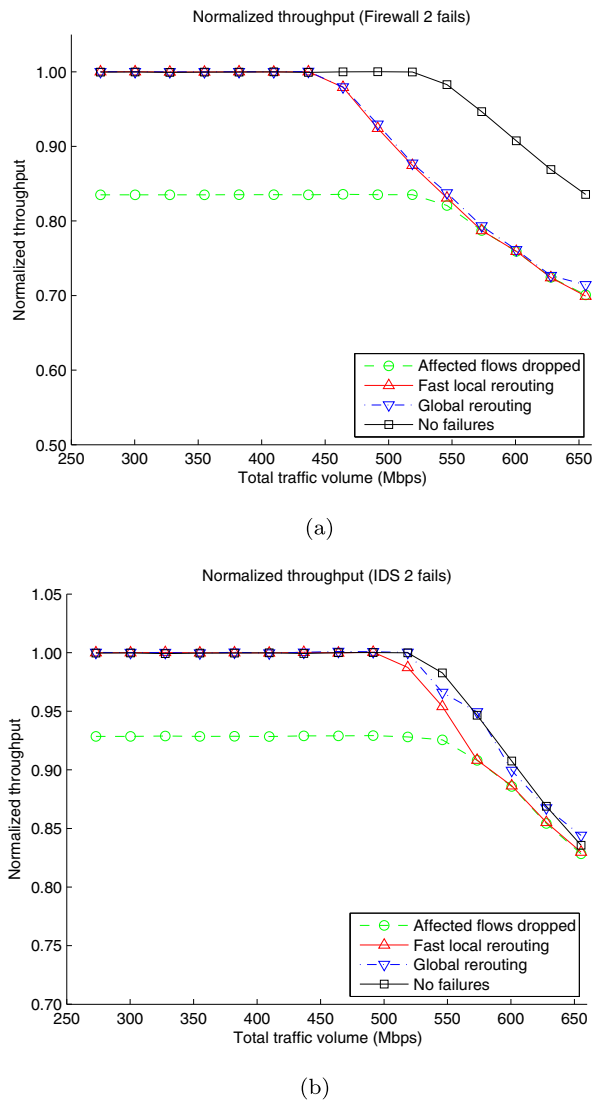 Normalized throughput (Firewall 2 fails)
1.00
0.90
0.80
0.70
0.60
0.50
Normalized throughput
250 300 350 400 450 500 550 600 650
Total traffic volume (Mbps)
Affected flows dropped
Fast local rerouting
Global rerouting
No failures
(a)
Normalized throughput (IDS 2 fails)
1.05
1.00
0.95
0.90
0.85
0.80
0.75
0.70
Normalized throughput
250 300 350 400 450 500 550 600 650
Total traffic volume (Mbps)
Affected flows dropped
Fast local rerouting
Global rerouting
No failures
(b)